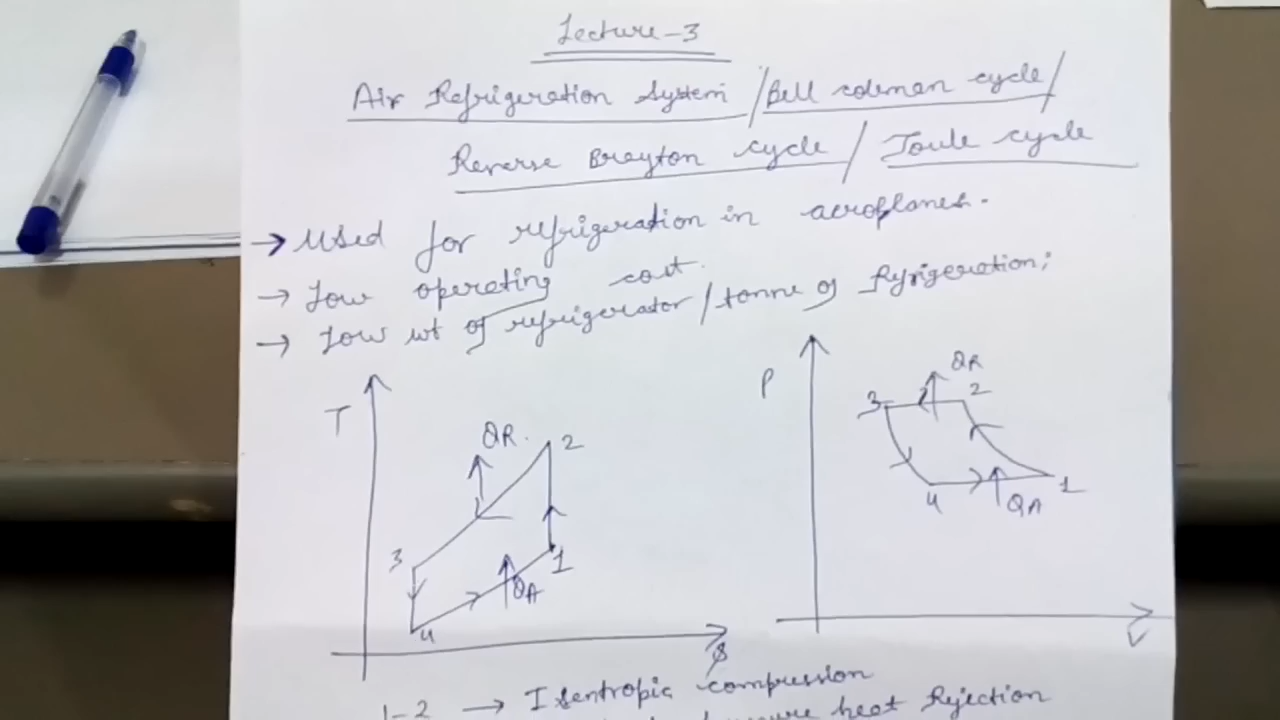 Lecture-3
Air Refrigeration System / Bell coleman cycle /
Reverse Brayton cycle / Joule cycle
→ Used for refrigeration in aeroplanes.
→ Low operating cost.
→ Low wt of refrigerator / tonne of Refrigeration;
T
QR.
2
3
1
QA
4
S
P
QR
3
2
4
QA
1
V
1-2 → Isentropic compression
heat Rejection